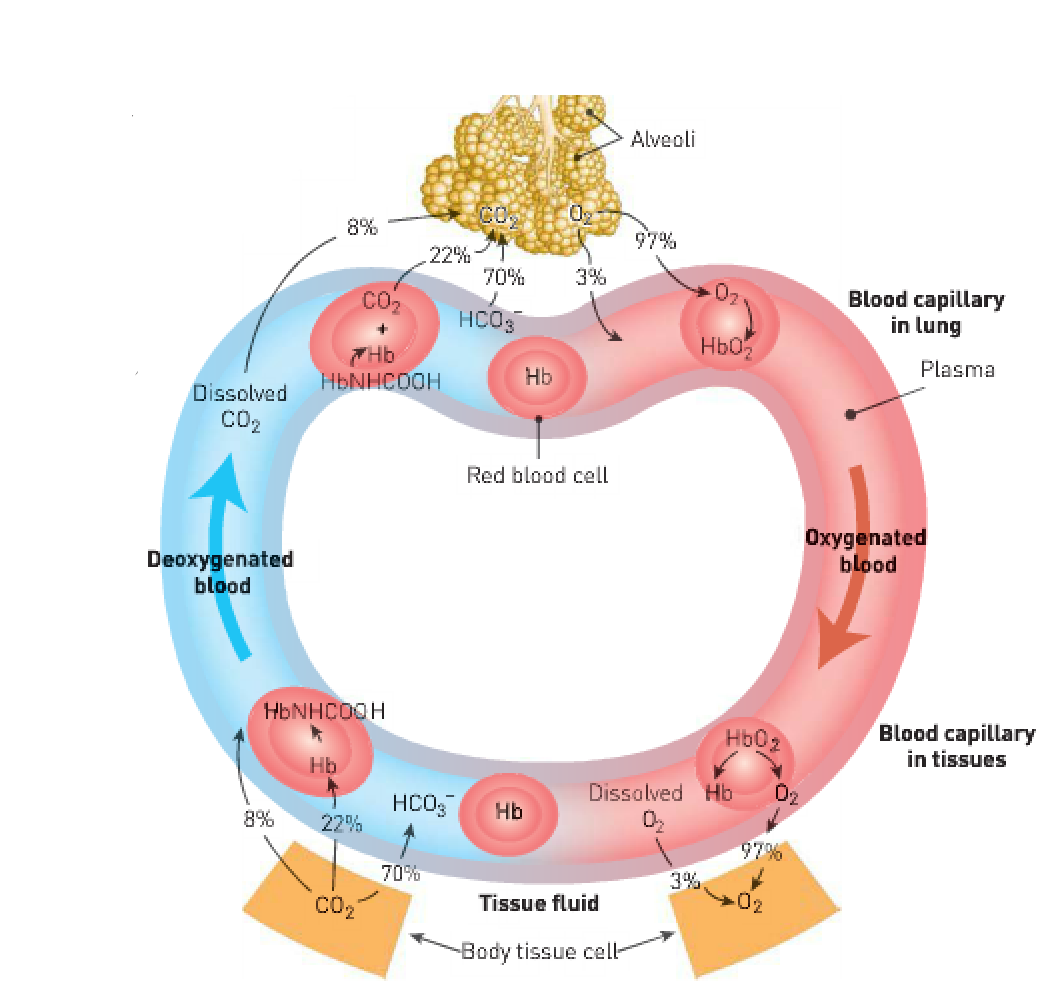 Alveoli
8%
CO₂
O₂
97%
22%
70%
3%
CO₂
+
Hb
HbNHCOOH
HCO₃⁻
Hb
O₂
HbO₂
Blood capillary
in lung
Plasma
Dissolved
CO₂
Red blood cell
Deoxygenated
blood
Oxygenated
blood
HbNHCOOH
Hb
HCO₃⁻
Hb
Dissolved
O₂
HbO₂
Hb
O₂
Blood capillary
in tissues
8%
22%
70%
97%
3%
CO₂
Tissue fluid
O₂
Body tissue cell